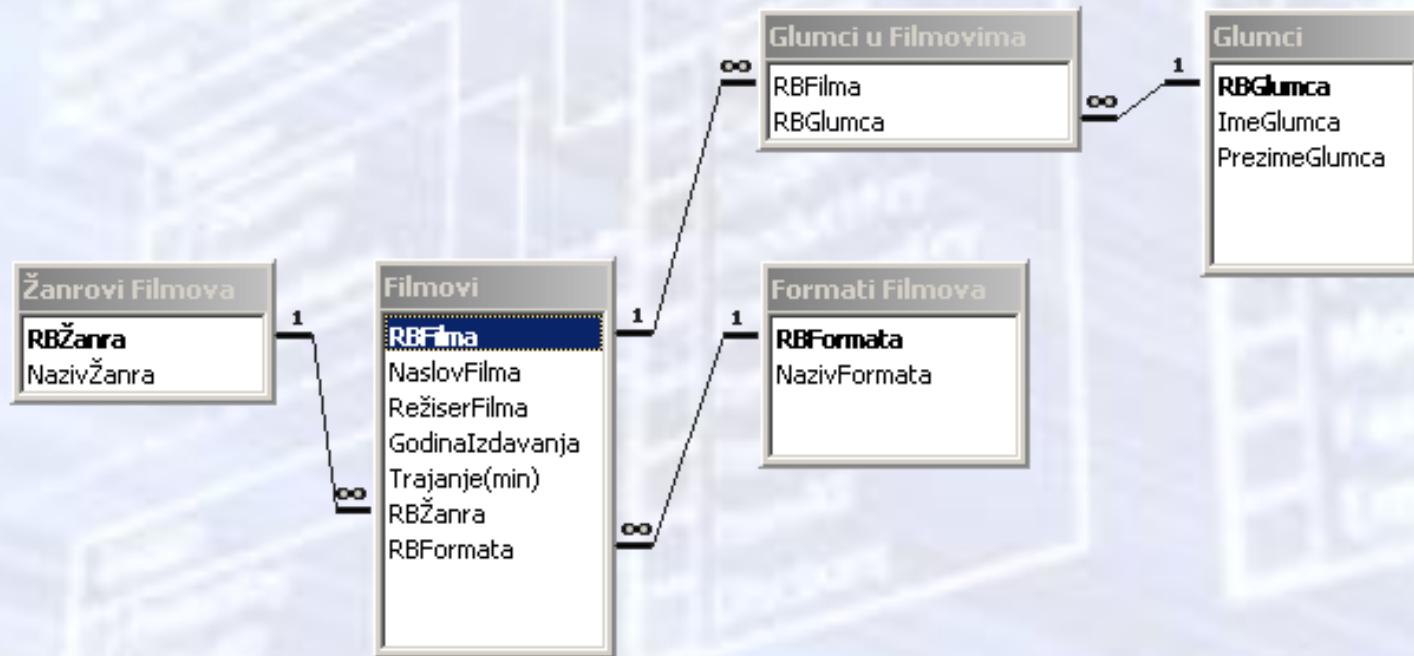 Glumci u Filmovima
RBFilma
RBGlumca
Glumci
RBGlumca
ImeGlumca
PrezimeGlumca
Žanrovi Filmova
RBŽanra
NazivŽanra
Filmovi
RBFilma
NaslovFilma
RežiserFilma
GodinaIzdavanja
Trajanje(min)
RBŽanra
RBFormata
Formati Filmova
RBFormata
NazivFormata
∞
1
∞
1
1
1
∞
∞